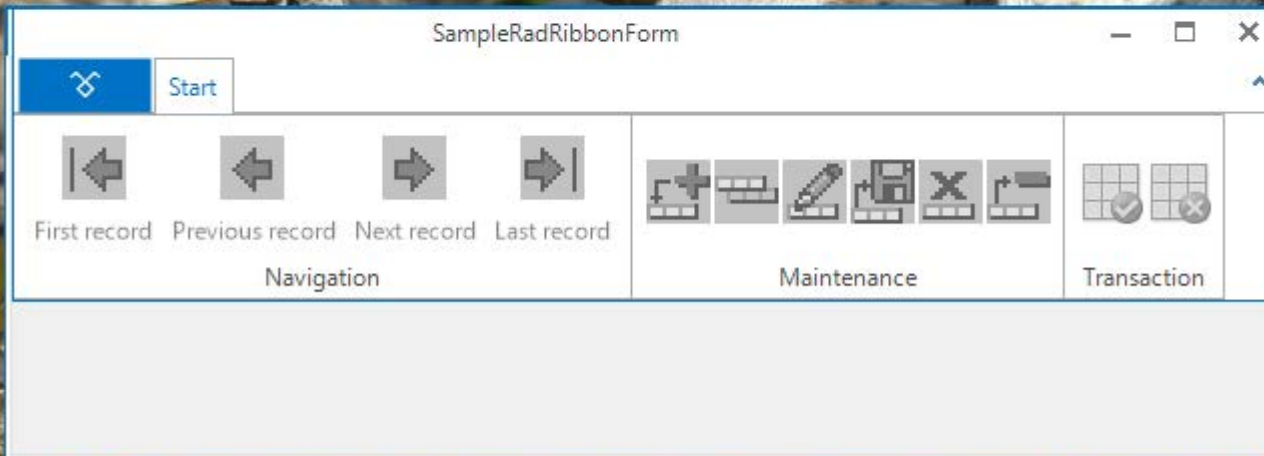 SampleRadRibbonForm
Start
First record Previous record Next record Last record
Navigation Maintenance Transaction